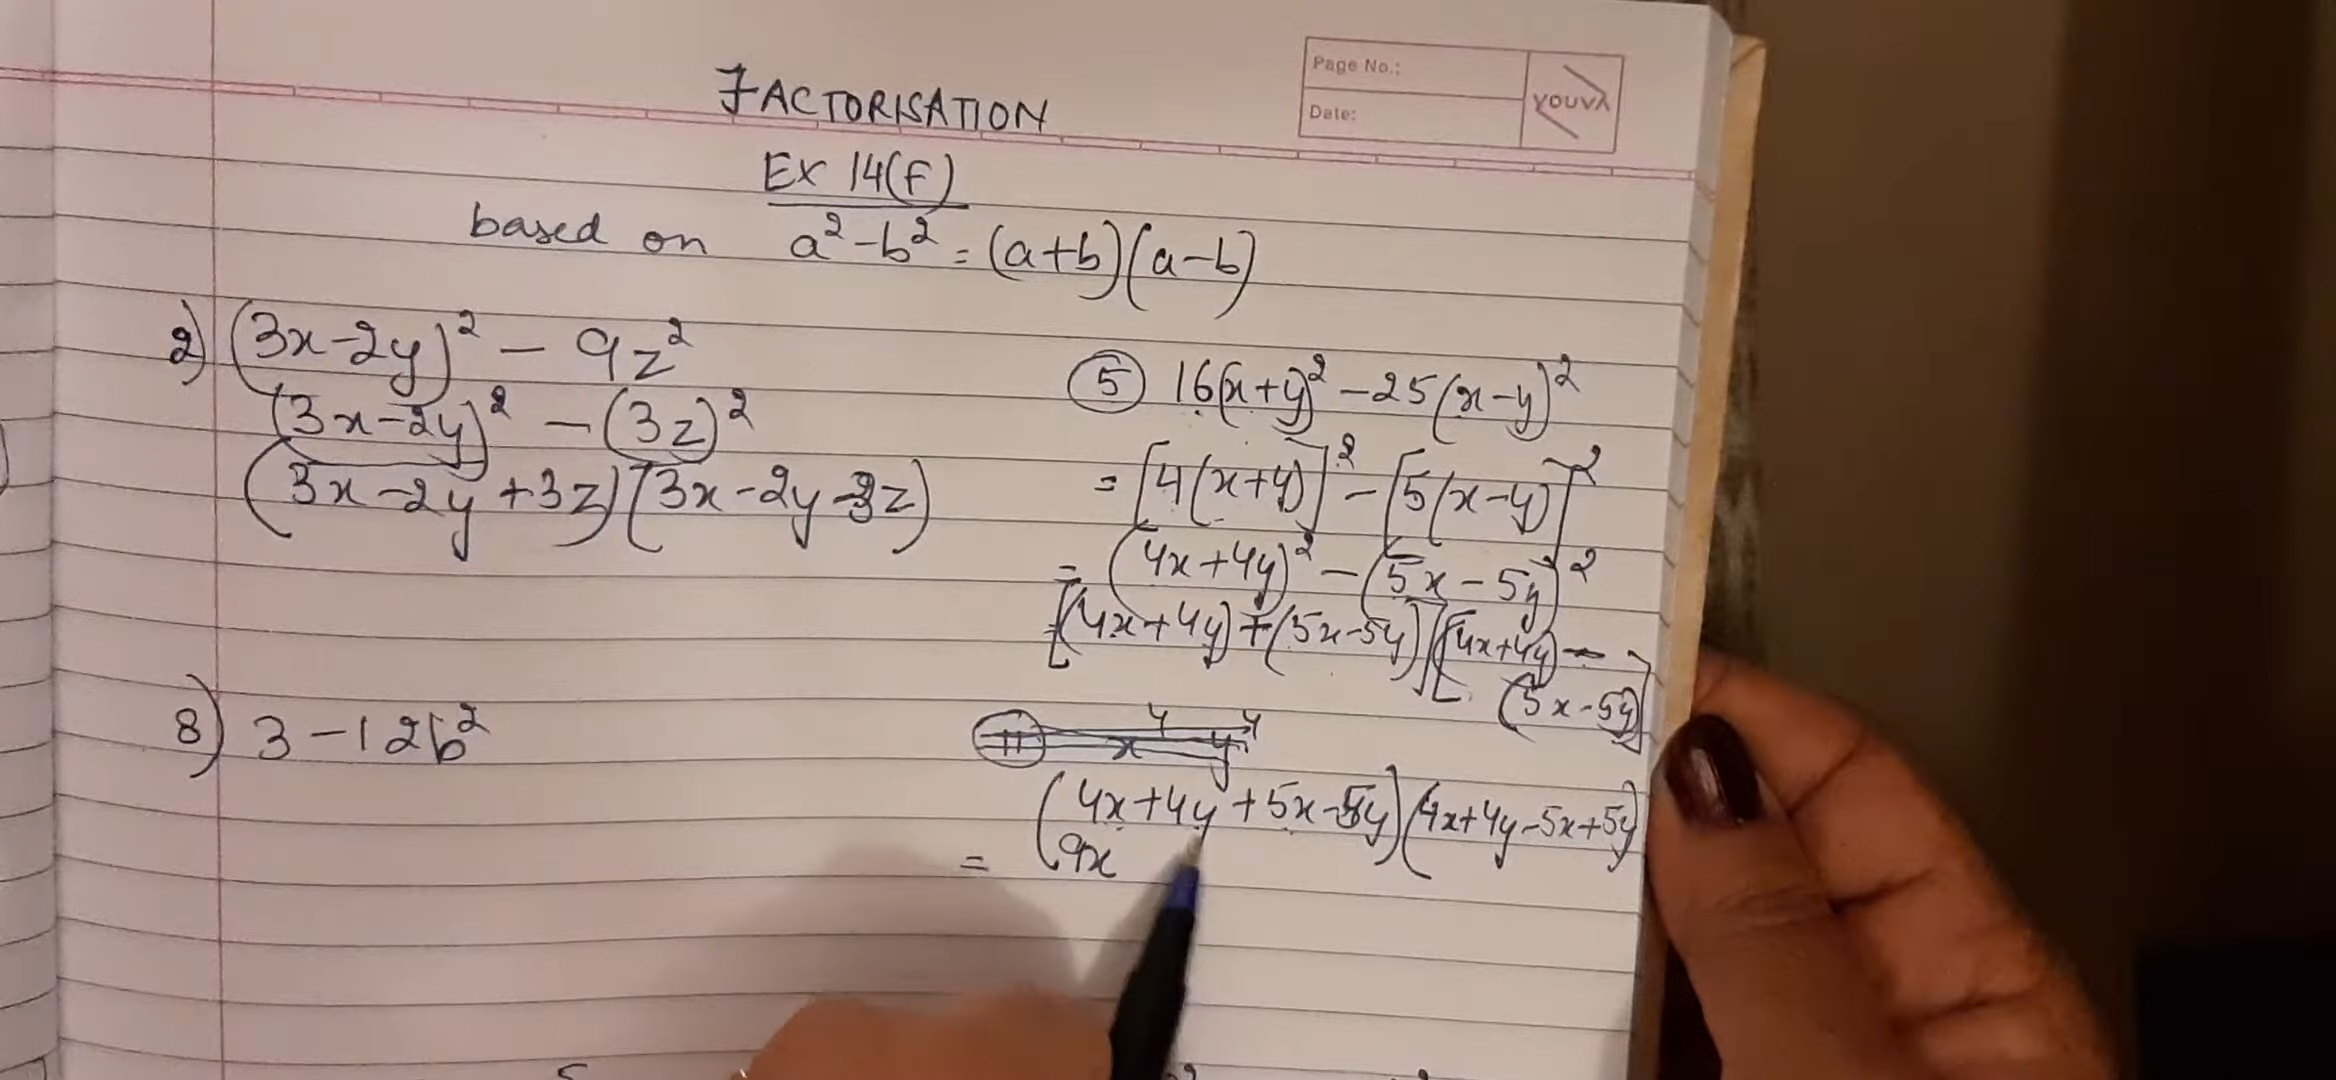 FACTORISATION
Page No.:
Date:
YOUVA
Ex 14(F)
based on a² - b² = (a+b)(a-b)
2) (3x-2y)² - 9z²
(3x-2y)² - (3z)²
(3x-2y+3z)(3x-2y-3z)
8) 3 - 12b²
5 16(x+y)² - 25(x-y)²
= [4(x+y)]² - [5(x-y)]²
= (4x+4y)² - (5x-5y)²
[(4x+4y)+(5x-5y)][(4x+4y) -
(5x-5y)]
(4x+4y+5x-5y)(4x+4y-5x+5y)
= (9x